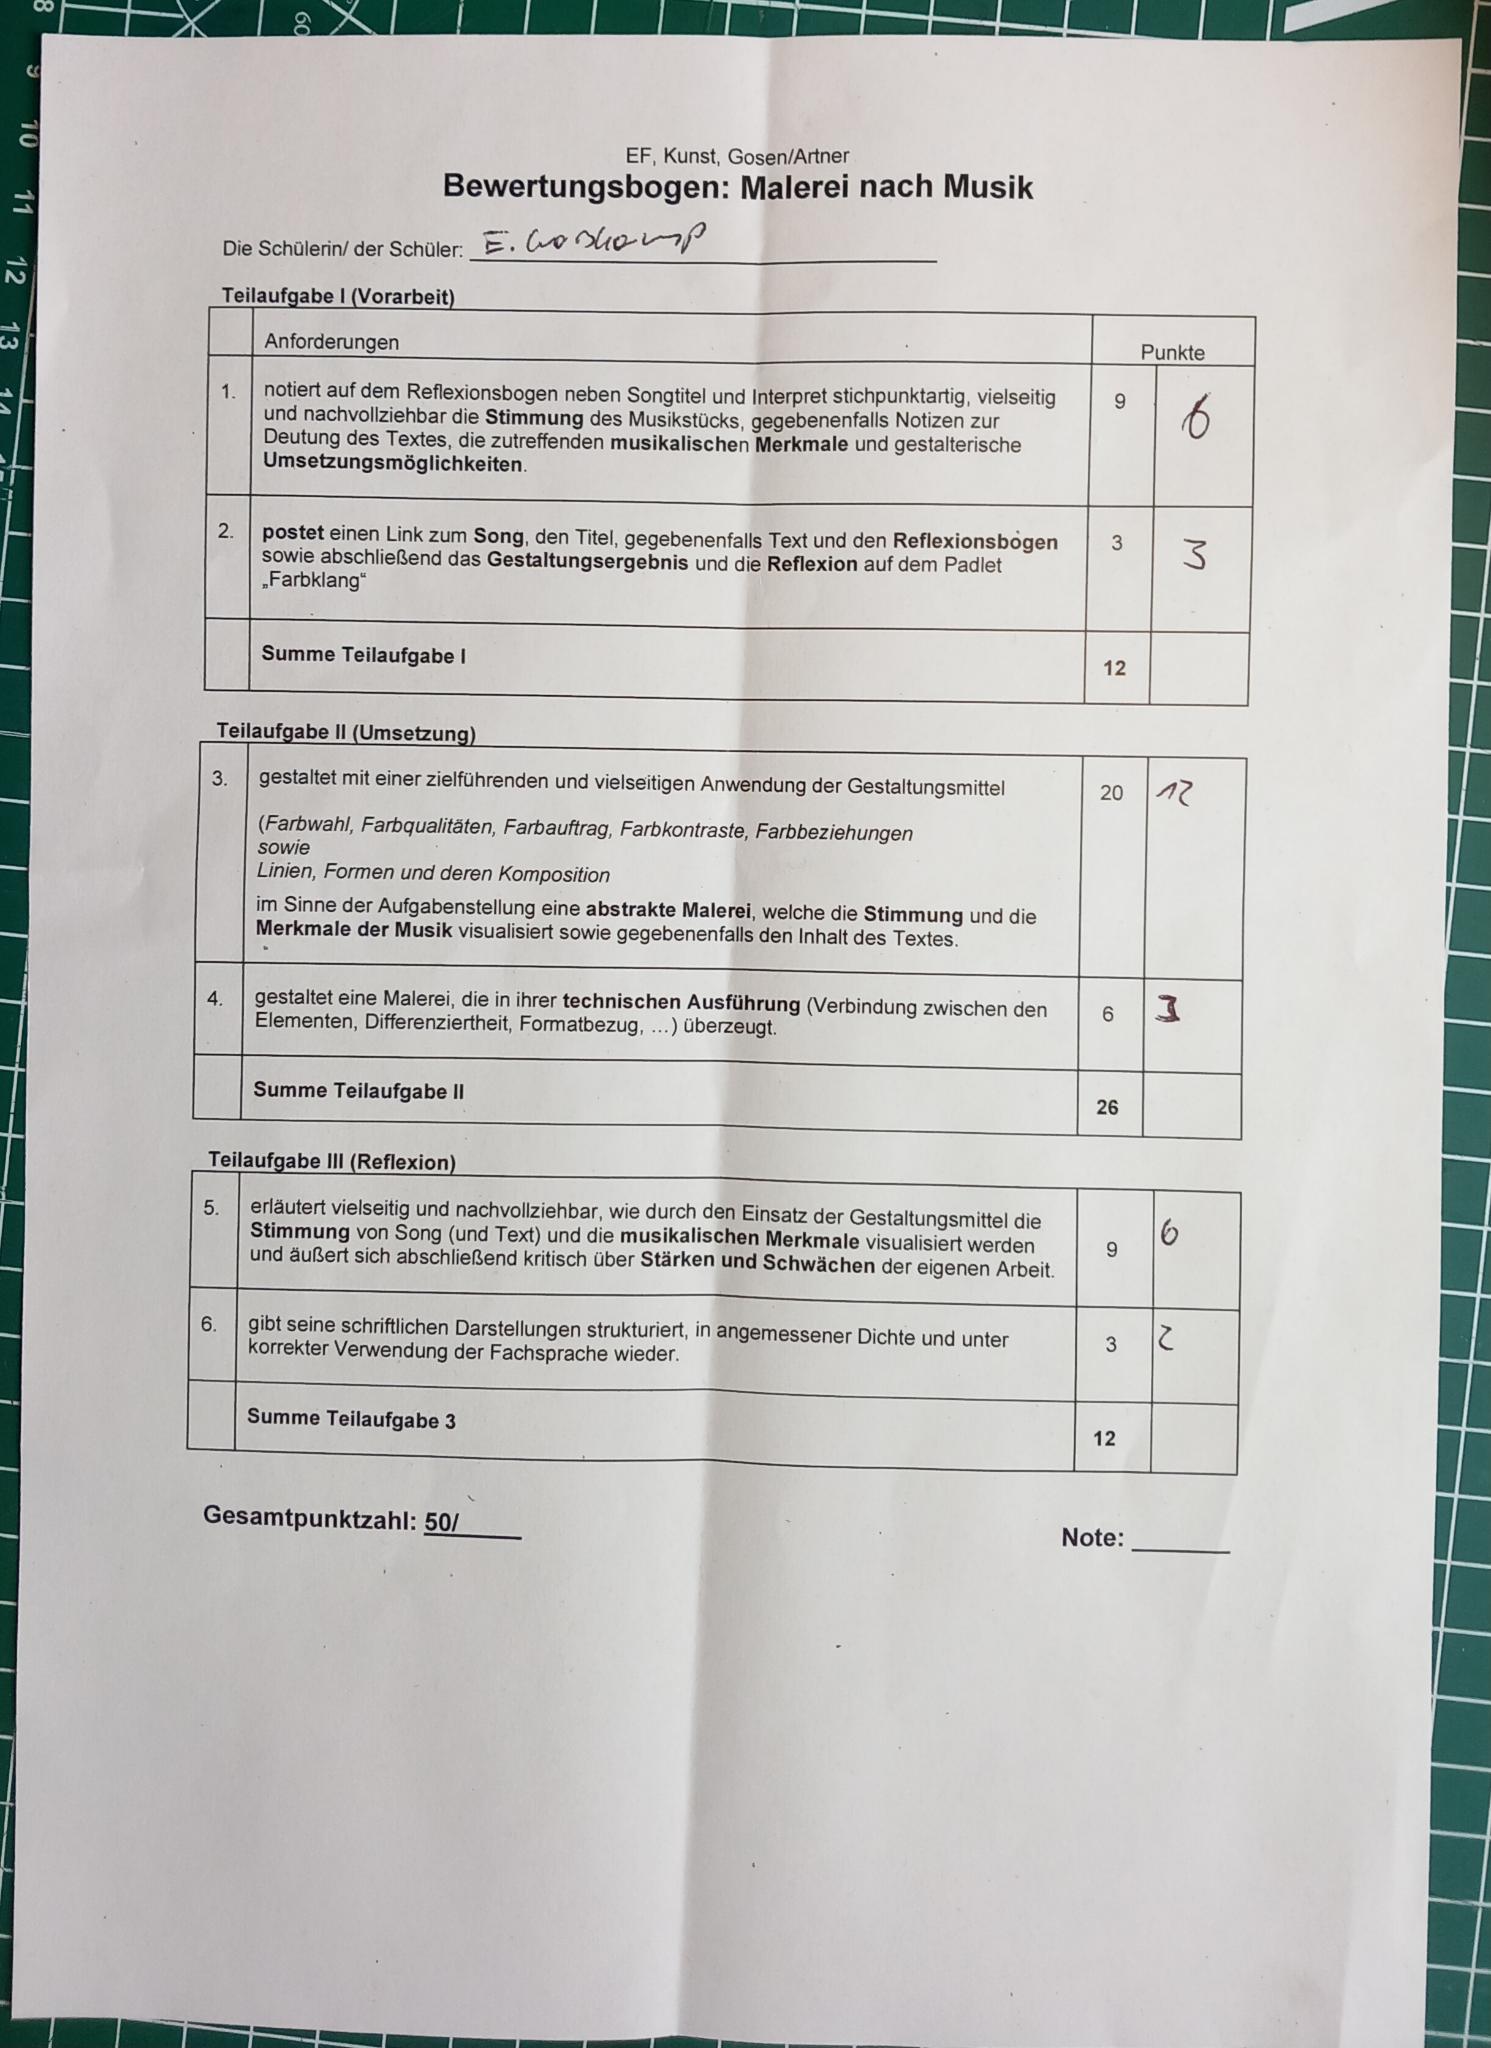 EF, Kunst, Gosen/Artner
Bewertungsbogen: Malerei nach Musik
Die Schülerin/ der Schüler: E.
Teilaufgabe I (Vorarbeit)
Anforderungen Punkte
1. notiert auf dem Reflexionsbogen neben Songtitel und Interpret stichpunktartig, vielseitig 9 6
und nachvollziehbar die Stimmung des Musikstücks, gegebenenfalls Notizen zur
Deutung des Textes, die zutreffenden musikalischen Merkmale und gestalterische
Umsetzungsmöglichkeiten.
2. postet einen Link zum Song, den Titel, gegebenenfalls Text und den Reflexionsbogen 3 3
sowie abschließend das Gestaltungsergebnis und die Reflexion auf dem Padlet
„Farbklang“
Summe Teilaufgabe I 12
Teilaufgabe II (Umsetzung)
3. gestaltet mit einer zielführenden und vielseitigen Anwendung der Gestaltungsmittel 20 12
(Farbwahl, Farbqualitäten, Farbauftrag, Farbkontraste, Farbbeziehungen
sowie
Linien, Formen und deren Komposition
im Sinne der Aufgabenstellung eine abstrakte Malerei, welche die Stimmung und die
Merkmale der Musik visualisiert sowie gegebenenfalls den Inhalt des Textes.
4. gestaltet eine Malerei, die in ihrer technischen Ausführung (Verbindung zwischen den 6 3
Elementen, Differenziertheit, Formatbezug, ...) überzeugt.
Summe Teilaufgabe II 26
Teilaufgabe III (Reflexion)
5. erläutert vielseitig und nachvollziehbar, wie durch den Einsatz der Gestaltungsmittel die
Stimmung von Song (und Text) und die musikalischen Merkmale visualisiert werden 9 6
und äußert sich abschließend kritisch über Stärken und Schwächen der eigenen Arbeit.
6. gibt seine schriftlichen Darstellungen strukturiert, in angemessener Dichte und unter 3 2
korrekter Verwendung der Fachsprache wieder.
Summe Teilaufgabe 3 12
Gesamtpunktzahl: 50/
Note:
8
9
10
11
12
13
14
60